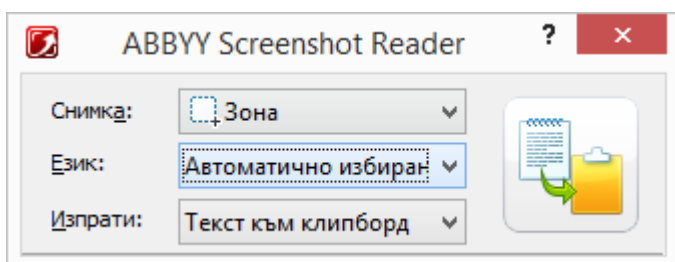 ABBYY Screenshot Reader ? ×
Снимка: Зона
Език: Автоматично избиран
Изпрати: Текст към клипборд